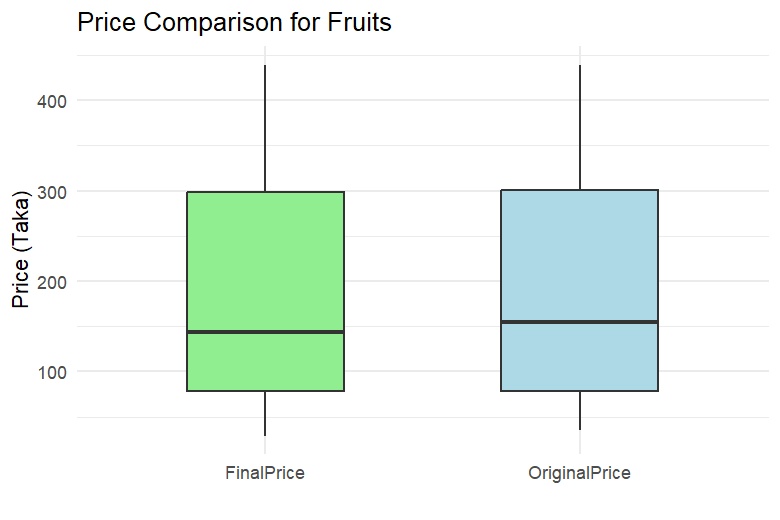 Price Comparison for Fruits
Price (Taka)
400
300
200
100
FinalPrice
OriginalPrice